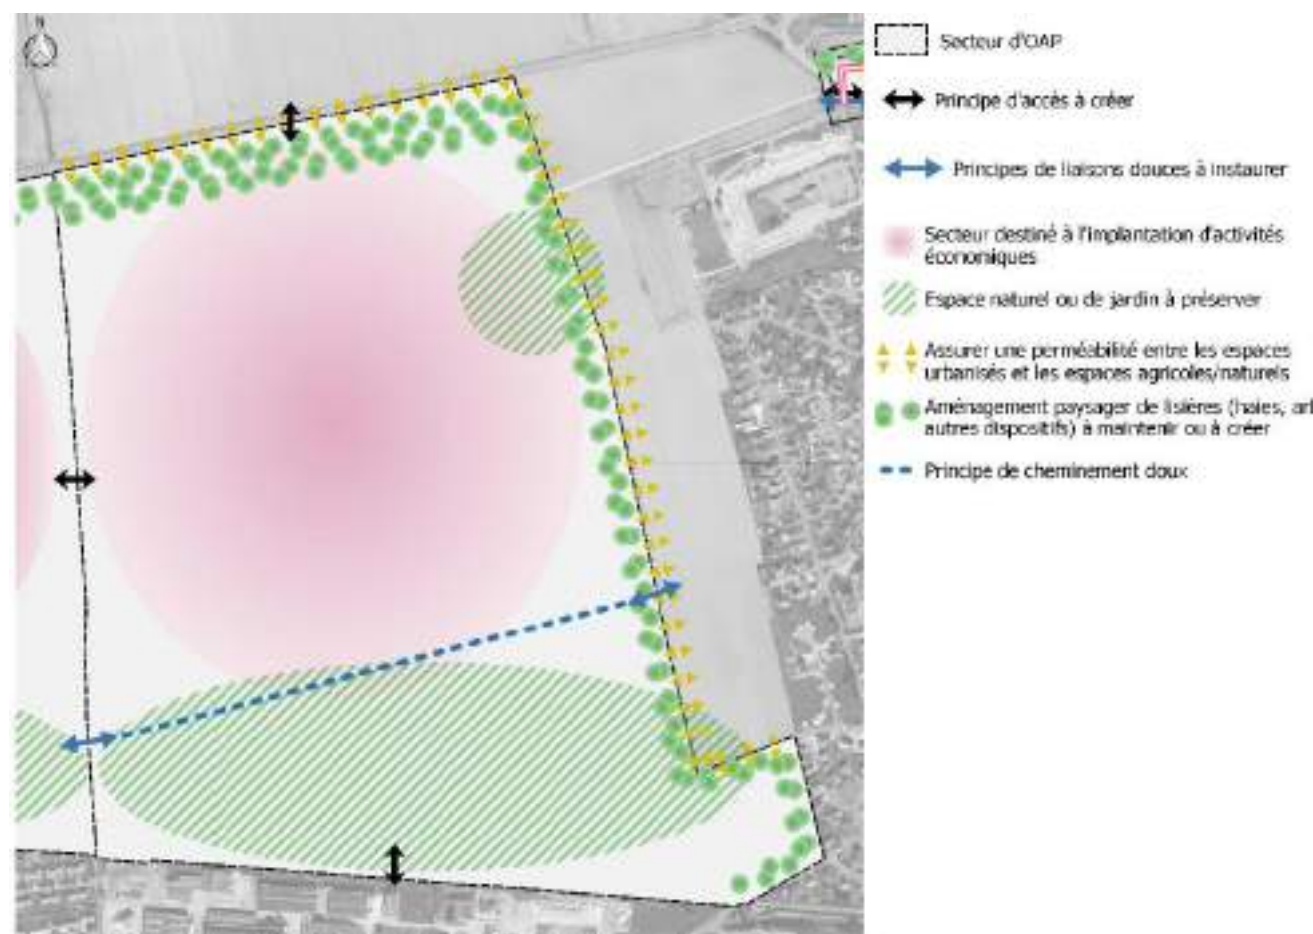 N
Secteur d'OAP
Principe d'accès à créer
Principes de liaisons douces à instaurer
Secteur destiné à l'implantation d'activités
économiques
Espace naturel ou de jardin à préserver
Assurer une perméabilité entre les espaces
urbanisés et les espaces agricoles/naturels
Aménagement paysager de lisières (haies,
autres dispositifs) à maintenir ou à créer
Principe de cheminement doux